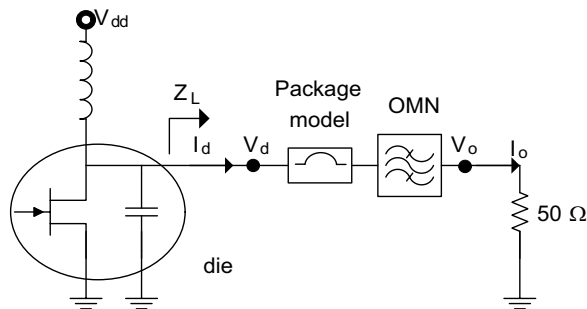 Vdd
ZL
Package
model
OMN
Id
Vd
Vo
Io
50 Ω
die